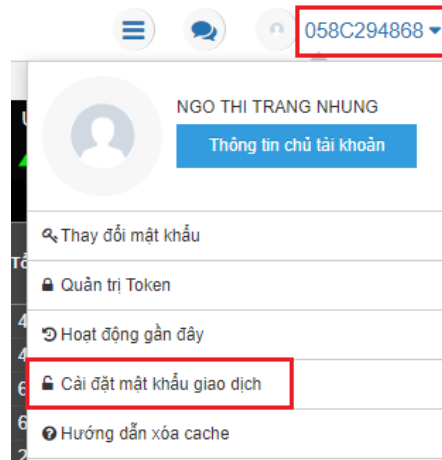 058C294868
NGO THI TRANG NHUNG
Thông tin chủ tài khoản
Thay đổi mật khẩu
Quản trị Token
Hoạt động gần đây
Cài đặt mật khẩu giao dịch
Hướng dẫn xóa cache